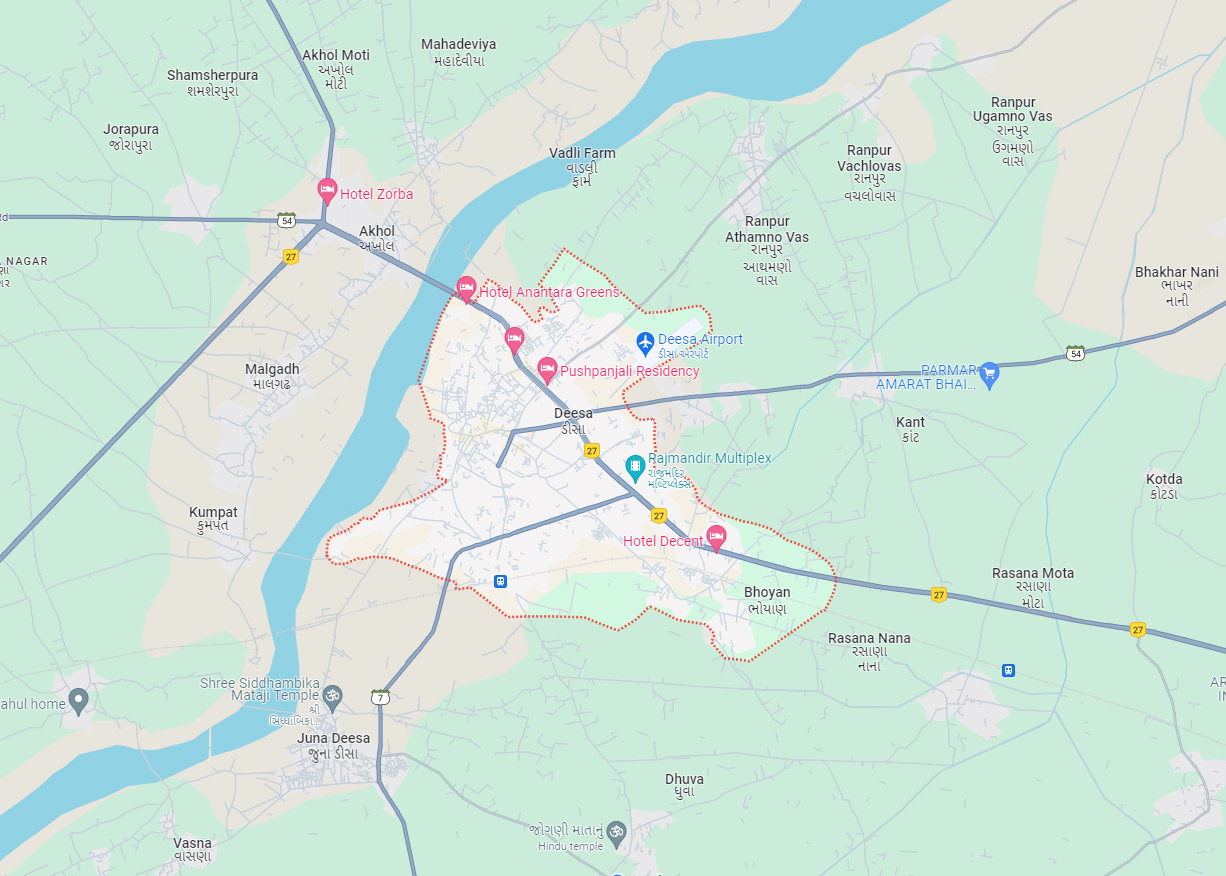 Mahadeviya
મહાદેવીયા
Akhol Moti
અખોલ
મોટી
Shamsherpura
શમશેરપુરા
Jorapura
જોરાપુરા
Ranpur
Ugamno Vas
રાનપુર
ઉગમણો
વાસ
Vadli Farm
વાડલી
ફાર્મ
Ranpur
Vachlovas
રાનપુર
વચલોવાસ
Hotel Zorba
54
Akhol
અખોલ
27
NAGAR
Ranpur
Athamno Vas
રાનપુર
આથમણો
વાસ
Bhakhar Nani
ભાખર
નાની
Hotel Anantara Greens
Deesa Airport
ડીસા એરપોર્ટ
54
Pushpanjali Residency
PARMAR
AMARAT BHAI...
Malgadh
માલગઢ
Deesa
ડીસા
Kant
કાંટ
27
Rajmandir Multiplex
રાજમંદિર
મલ્ટિપ્લેક્સ
Kotda
કોટડા
Kumpat
કુમપત
27
Hotel Decent
Rasana Mota
રસાણા
મોટા
Bhoyan
ભોયાણ
27
27
Rasana Nana
રસાણા
નાના
Shree Siddhambika
Mataji Temple
શ્રી
સિધ્ધાંબિકા...
7
ahul home
Juna Deesa
જુના ડીસા
Dhuva
ધુવા
જોગણી માતાનું
Hindu temple
Vasna
વાસણા